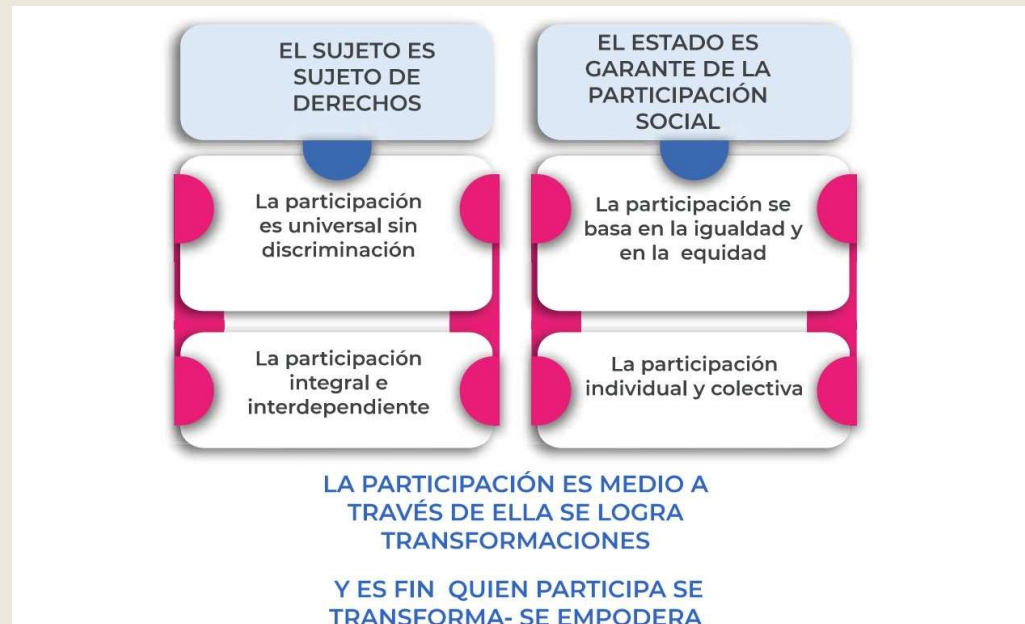 EL SUJETO ES
SUJETO DE
DERECHOS
La participación
es universal sin
discriminación
La participación
integral e
interdependiente
EL ESTADO ES
GARANTE DE LA
PARTICIPACIÓN
SOCIAL
La participación se
basa en la igualdad y
en la  equidad
La participación
individual y colectiva
LA PARTICIPACIÓN ES MEDIO A
TRAVÉS DE ELLA SE LOGRA
TRANSFORMACIONES
Y ES FIN  QUIEN PARTICIPA SE
TRANSFORMA- SE EMPODERA